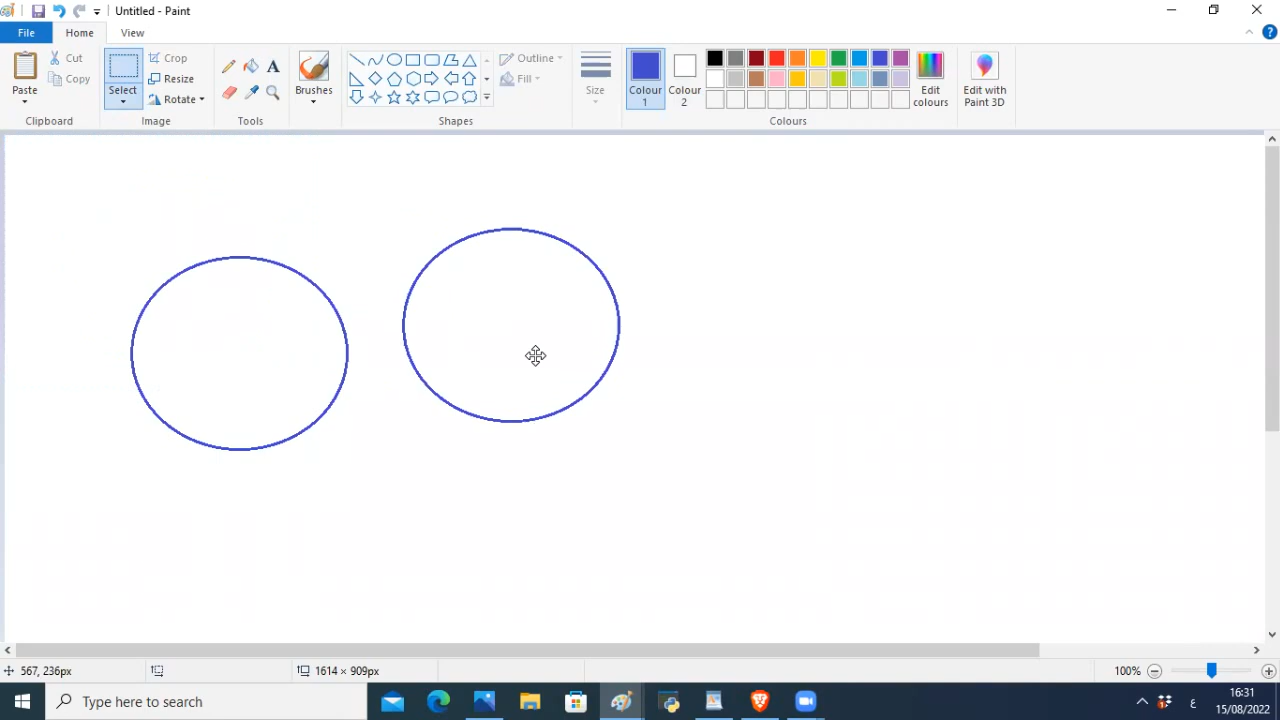 Untitled - Paint
File Home View
Paste
Cut
Copy
Clipboard
Select
Crop
Resize
Rotate
Image
A
Tools
Brushes
Outline
Fill
Shapes
Size
Colour 1
Colour 2
Edit colours
Colours
Edit with Paint 3D
567, 236px
1614 × 909px
100%
Type here to search
ع
16:31
15/08/2022